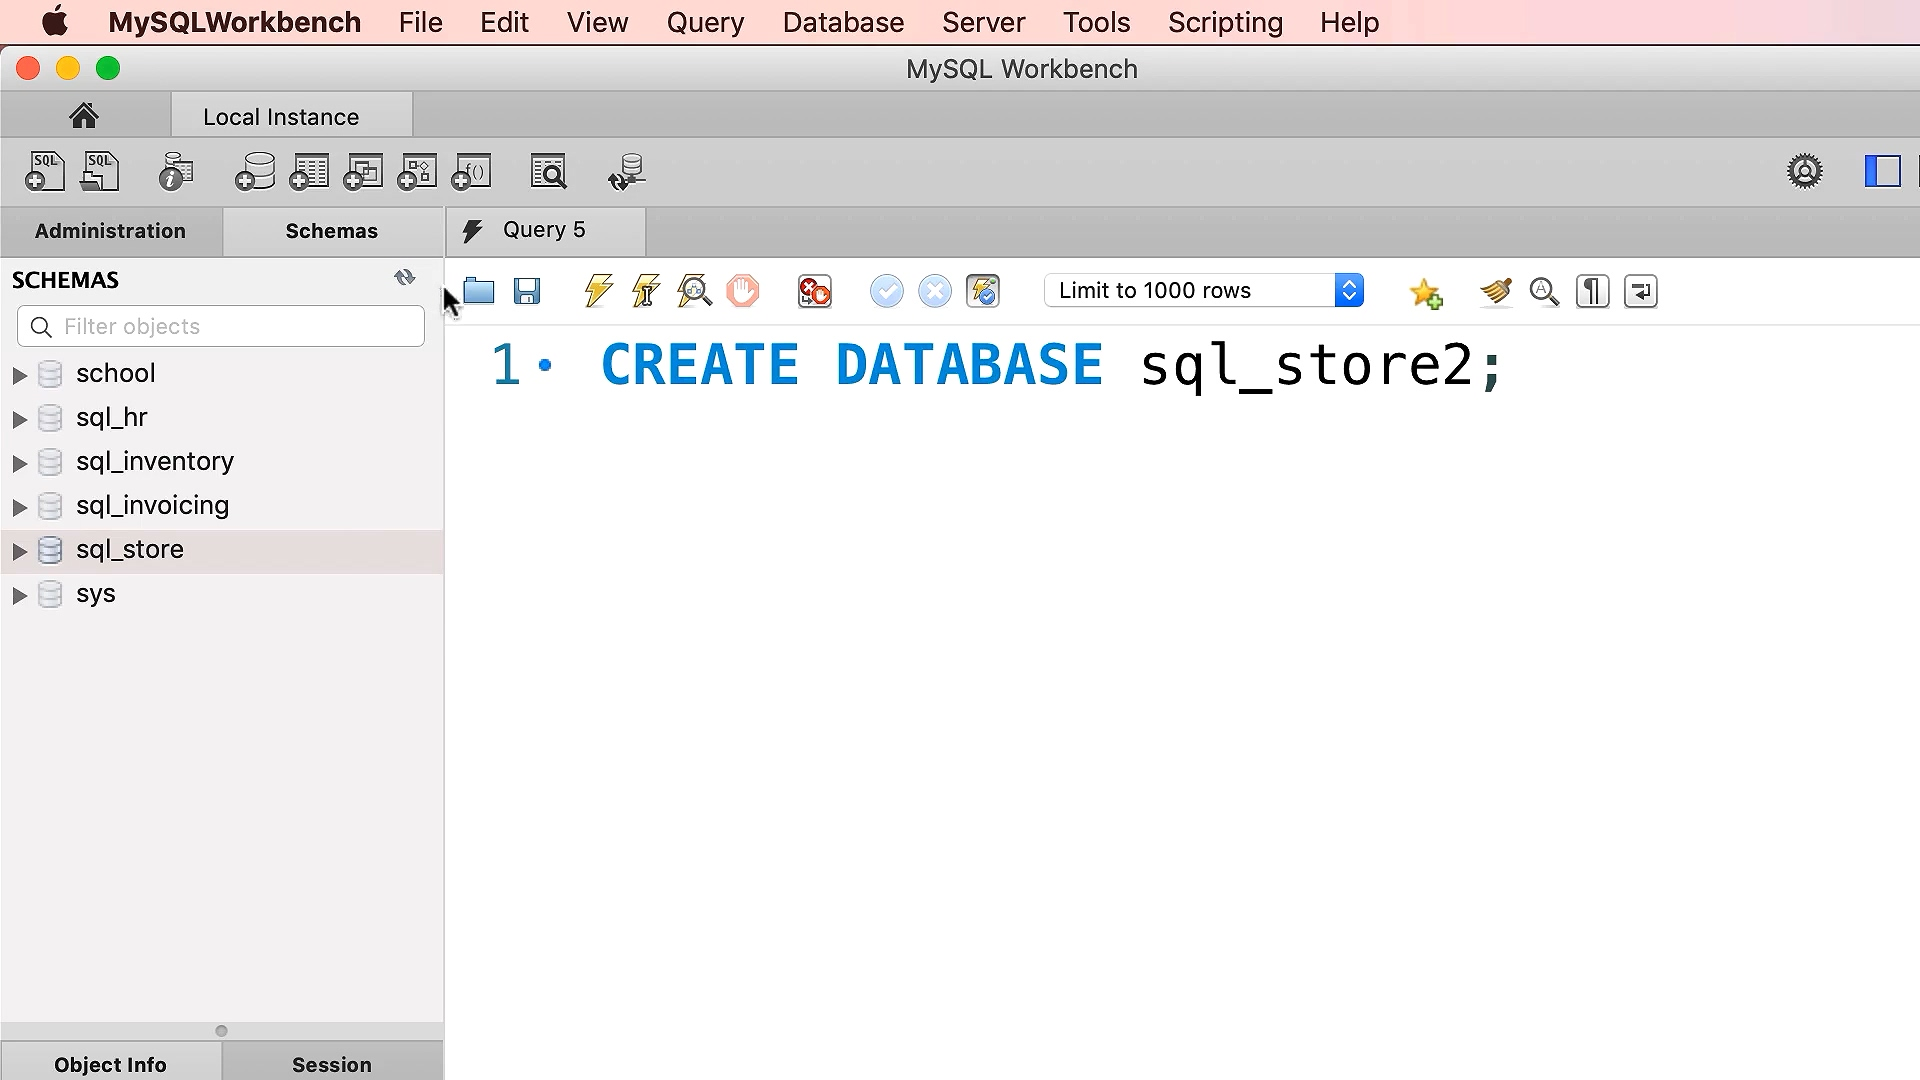 MySQLWorkbench File Edit View Query Database Server Tools Scripting Help
MySQL Workbench
Local Instance
SQL SQL
Administration Schemas Query 5
SCHEMAS
Limit to 1000 rows
Filter objects
1 CREATE DATABASE sql_store2;
school
sql_hr
sql_inventory
sql_invoicing
sql_store
sys
Object Info Session